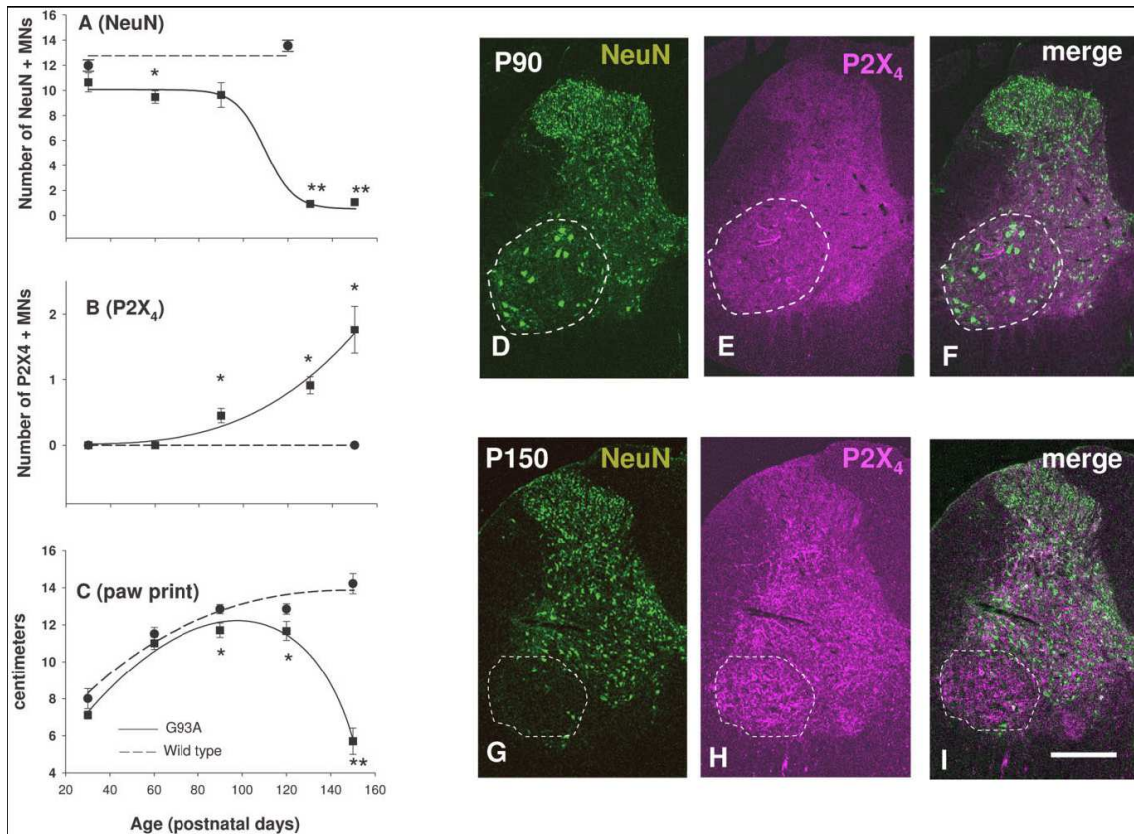 A (NeuN)
Number of NeuN + MNs
16
14
12
10
8
6
4
2
0
*
**
**
B (P2X4)
Number of P2X4 + MNs
2
1
0
*
*
*
C (paw print)
centimeters
16
14
12
10
8
6
4
*
*
**
G93A
Wild type
20 40 60 80 100 120 140 160
Age (postnatal days)
P90 NeuN
D
P2X4
E
merge
F
P150 NeuN
G
P2X4
H
merge
I